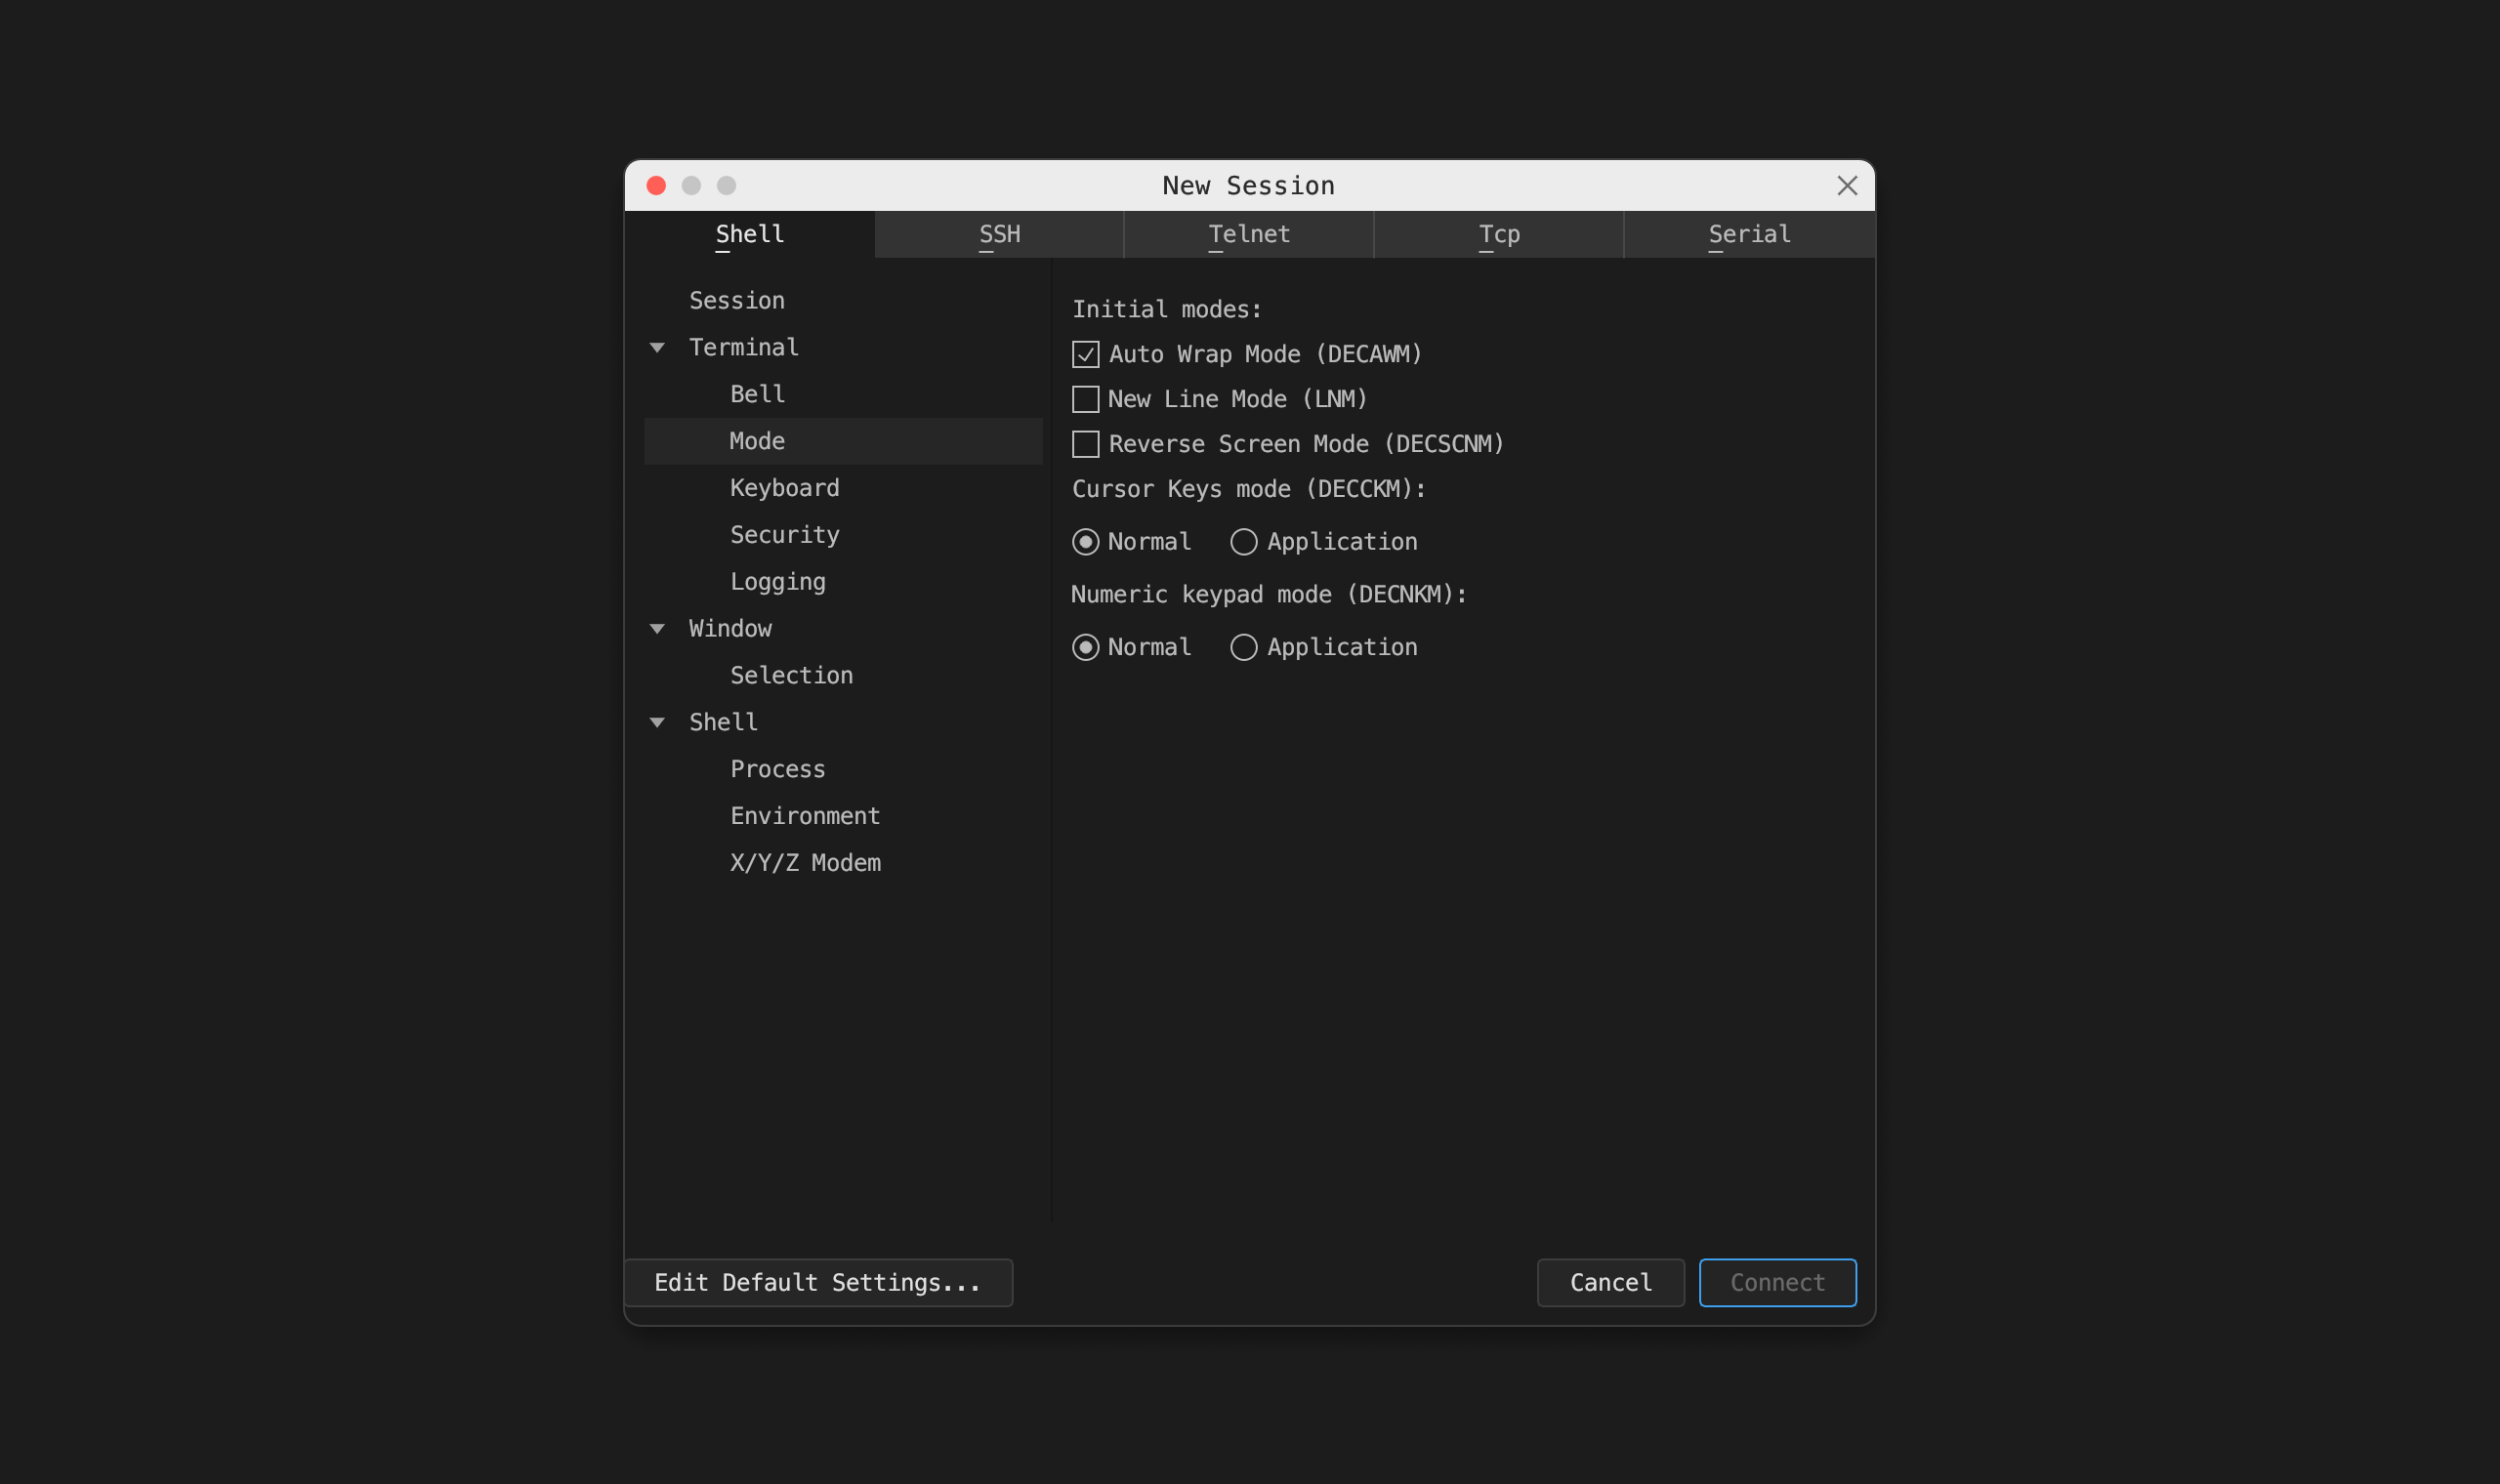 New Session
Shell SSH Telnet Tcp Serial
Session
Terminal
Bell
Mode
Keyboard
Security
Logging
Window
Selection
Shell
Process
Environment
X/Y/Z Modem
Initial modes:
Auto Wrap Mode (DECAWM)
New Line Mode (LNM)
Reverse Screen Mode (DECSCNM)
Cursor Keys mode (DECCKM):
Normal Application
Numeric keypad mode (DECNKM):
Normal Application
Edit Default Settings... Cancel Connect